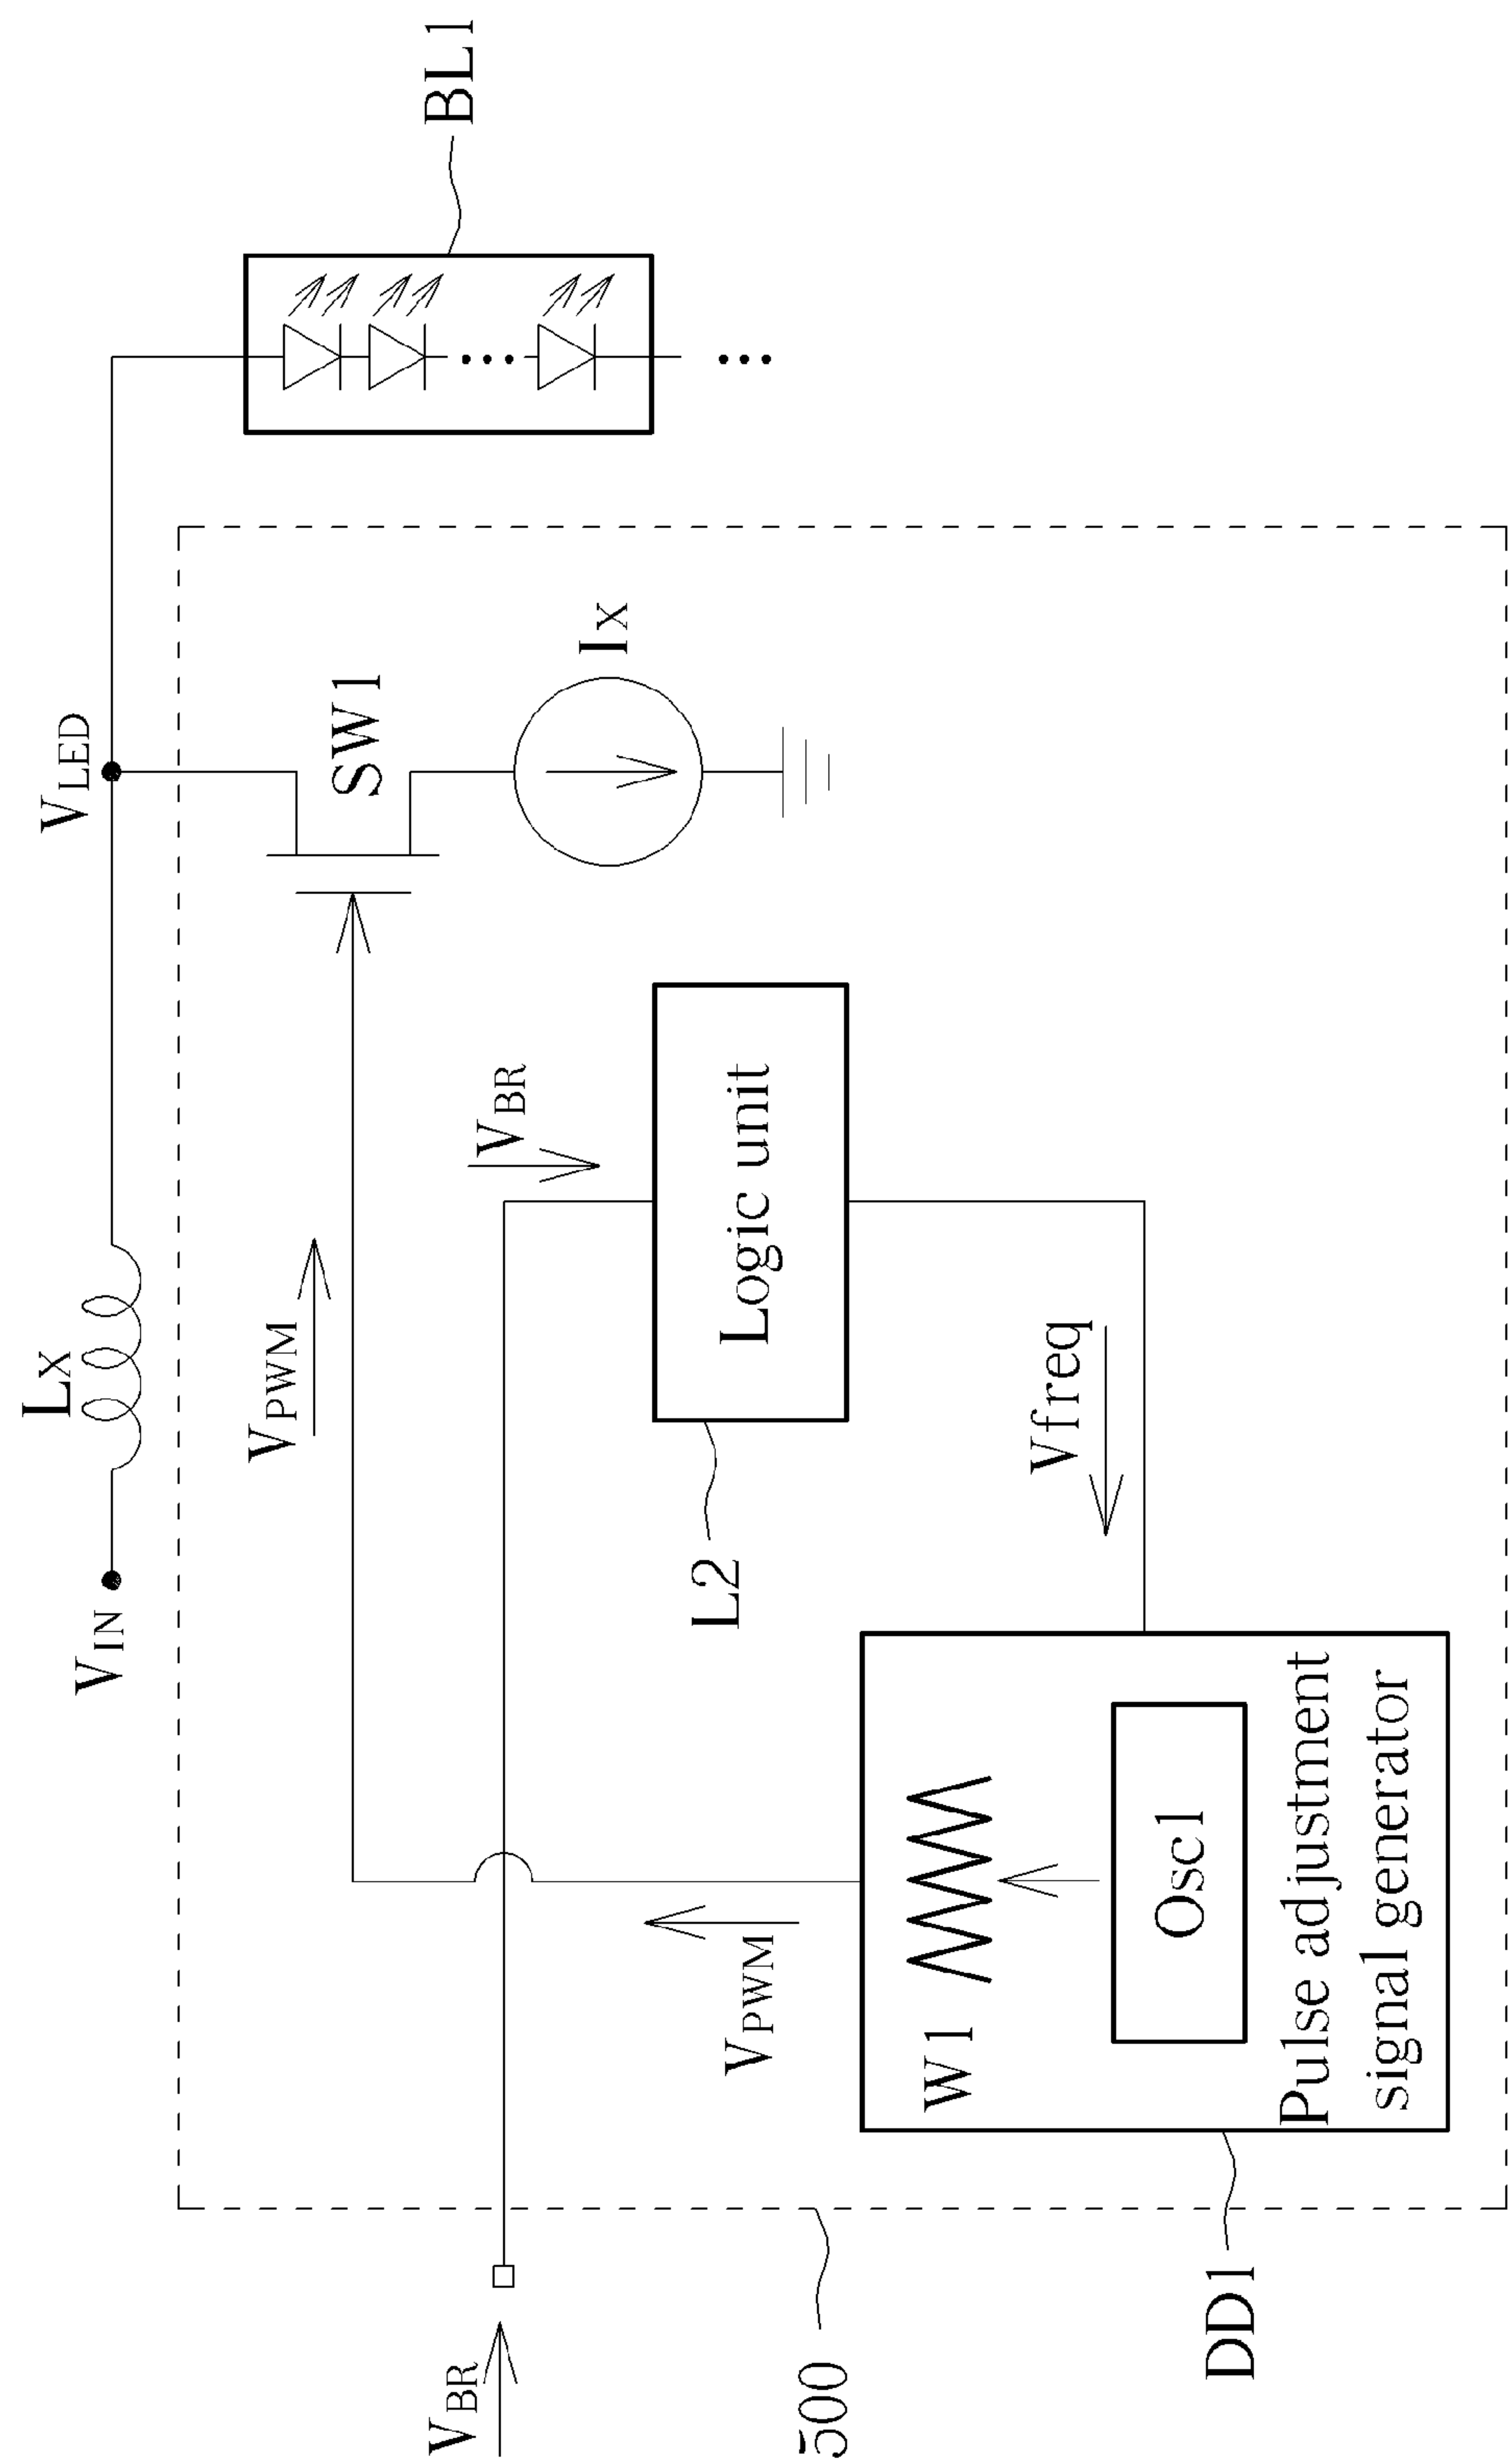 VIN
Lx
VLED
BL1
VPWM
SW1
Ix
VBR
VBR
Logic unit
L2
VPWM
Vfreq
W1
Osc1
Pulse adjustment
signal generator
500
DD1